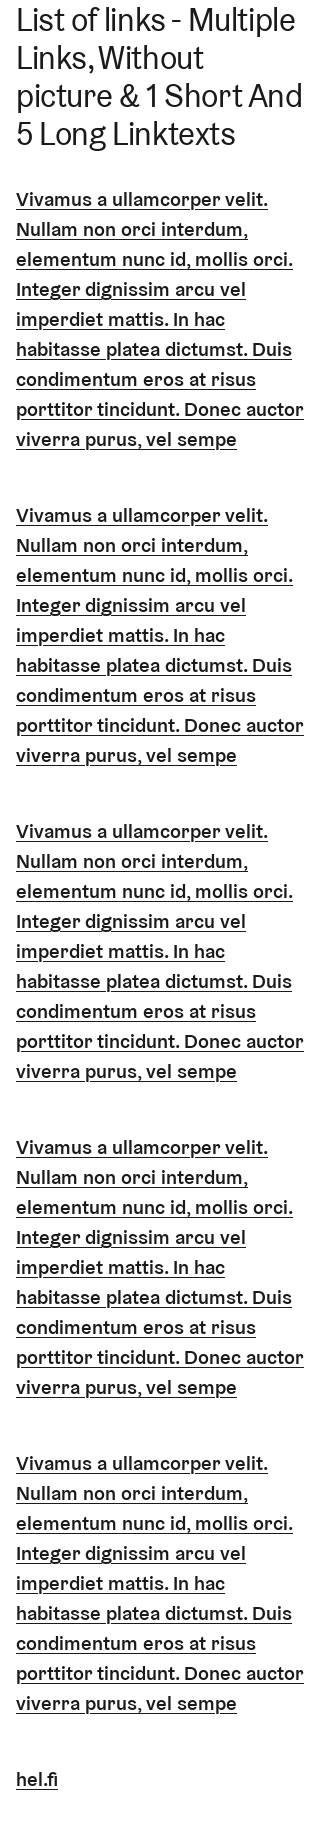 List of links - Multiple
Links, Without
picture & 1 Short And
5 Long Linktexts
Vivamus a ullamcorper velit.
Nullam non orci interdum,
elementum nunc id, mollis orci.
Integer dignissim arcu vel
imperdiet mattis. In hac
habitasse platea dictumst. Duis
condimentum eros at risus
porttitor tincidunt. Donec auctor
viverra purus, vel sempe
Vivamus a ullamcorper velit.
Nullam non orci interdum,
elementum nunc id, mollis orci.
Integer dignissim arcu vel
imperdiet mattis. In hac
habitasse platea dictumst. Duis
condimentum eros at risus
porttitor tincidunt. Donec auctor
viverra purus, vel sempe
Vivamus a ullamcorper velit.
Nullam non orci interdum,
elementum nunc id, mollis orci.
Integer dignissim arcu vel
imperdiet mattis. In hac
habitasse platea dictumst. Duis
condimentum eros at risus
porttitor tincidunt. Donec auctor
viverra purus, vel sempe
Vivamus a ullamcorper velit.
Nullam non orci interdum,
elementum nunc id, mollis orci.
Integer dignissim arcu vel
imperdiet mattis. In hac
habitasse platea dictumst. Duis
condimentum eros at risus
porttitor tincidunt. Donec auctor
viverra purus, vel sempe
Vivamus a ullamcorper velit.
Nullam non orci interdum,
elementum nunc id, mollis orci.
Integer dignissim arcu vel
imperdiet mattis. In hac
habitasse platea dictumst. Duis
condimentum eros at risus
porttitor tincidunt. Donec auctor
viverra purus, vel sempe
hel.fi